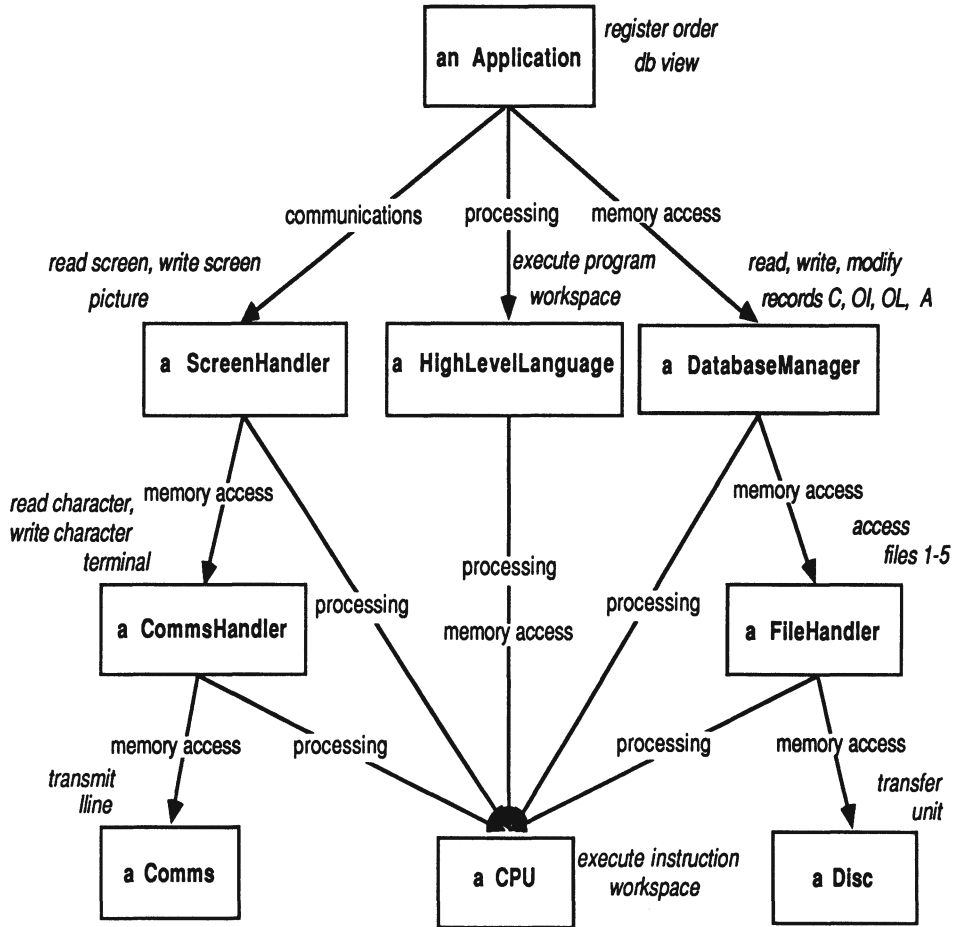 register order
an Application
db view
communications
processing
memory access
read screen, write screen
picture
execute program
workspace
read, write, modify
records C, OI, OL, A
a ScreenHandler
a HighLevelLanguage
a DatabaseManager
memory access
memory access
read character,
write character
terminal
access
files 1-5
processing
processing
processing
a CommsHandler
memory access
a FileHandler
memory access
processing
processing
memory access
transmit
lline
transfer
unit
a Comms
a CPU
execute instruction
workspace
a Disc